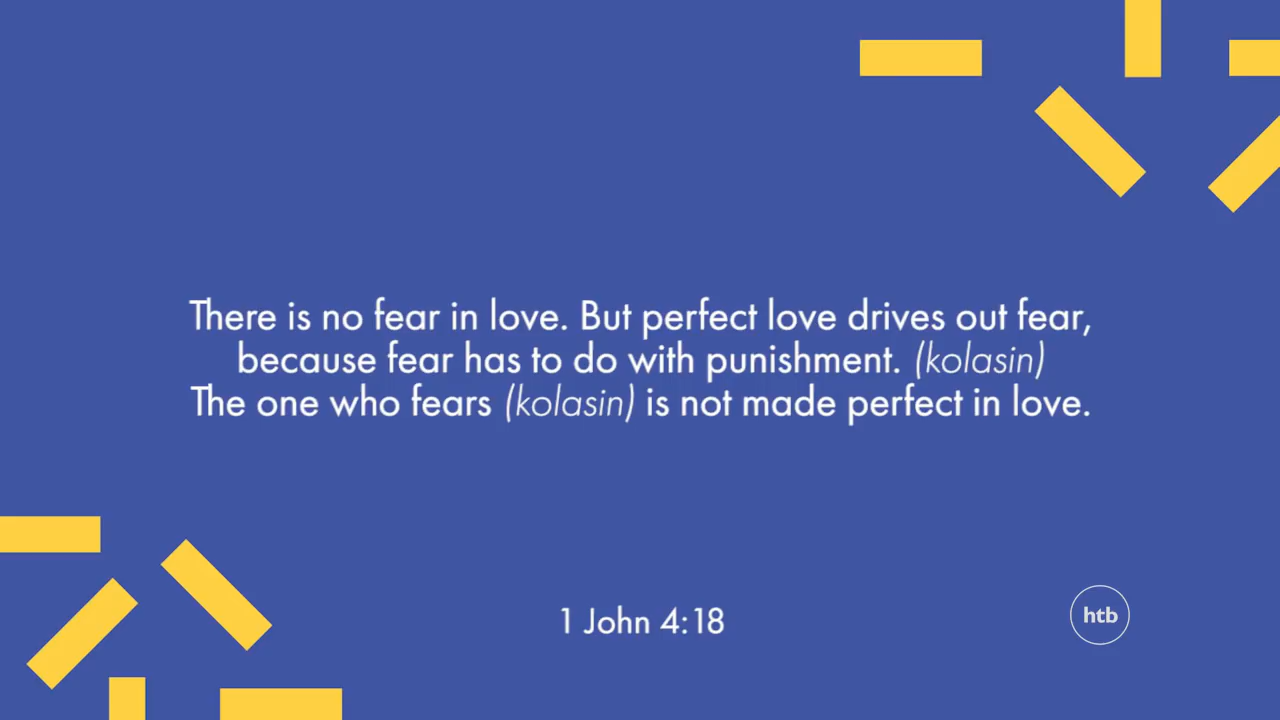 There is no fear in love. But perfect love drives out fear,
because fear has to do with punishment. (kolasin)
The one who fears (kolasin) is not made perfect in love.
1 John 4:18
htb